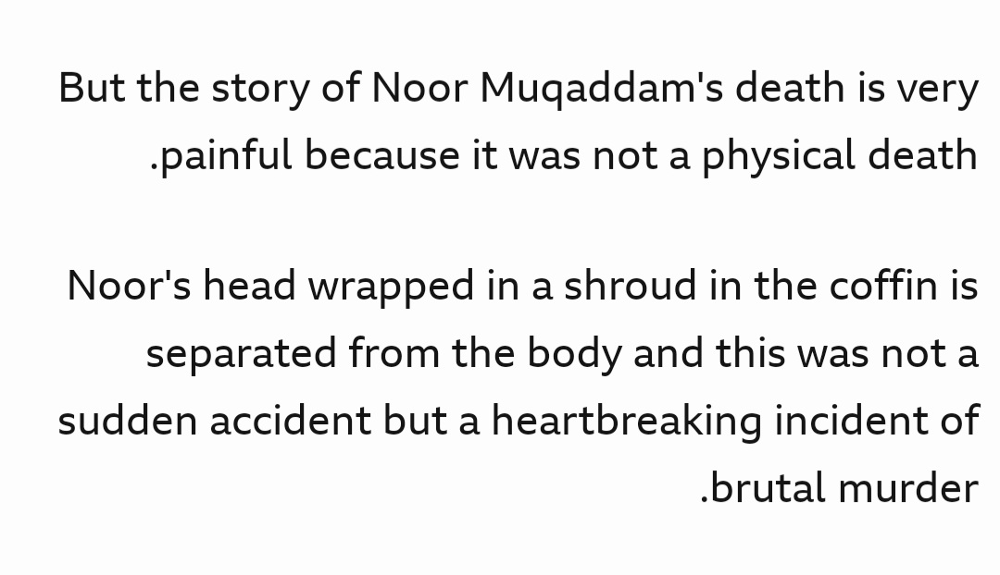 But the story of Noor Muqaddam's death is very
.painful because it was not a physical death
Noor's head wrapped in a shroud in the coffin is
separated from the body and this was not a
sudden accident but a heartbreaking incident of
.brutal murder